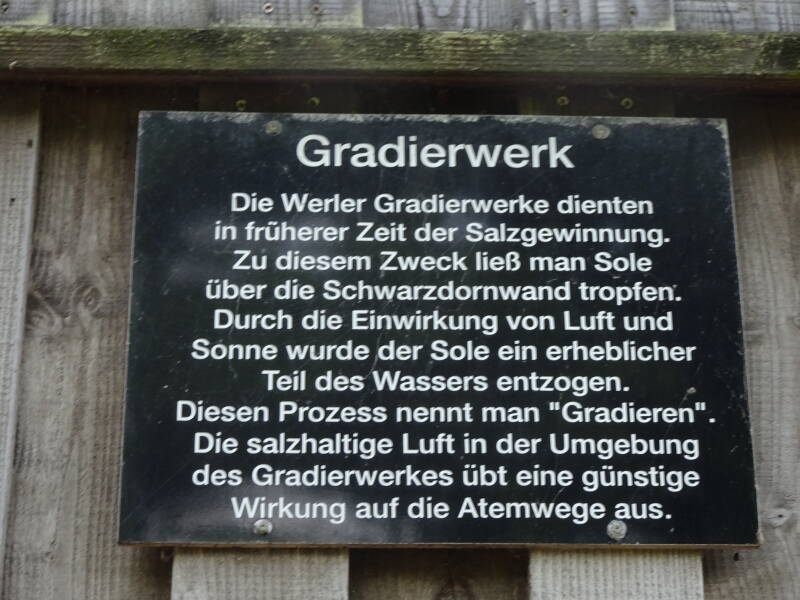 Gradierwerk
Die Werler Gradierwerke dienten
in früherer Zeit der Salzgewinnung.
Zu diesem Zweck ließ man Sole
über die Schwarzdornwand tropfen.
Durch die Einwirkung von Luft und
Sonne wurde der Sole ein erheblicher
Teil des Wassers entzogen.
Diesen Prozess nennt man "Gradieren".
Die salzhaltige Luft in der Umgebung
des Gradierwerkes übt eine günstige
Wirkung auf die Atemwege aus.